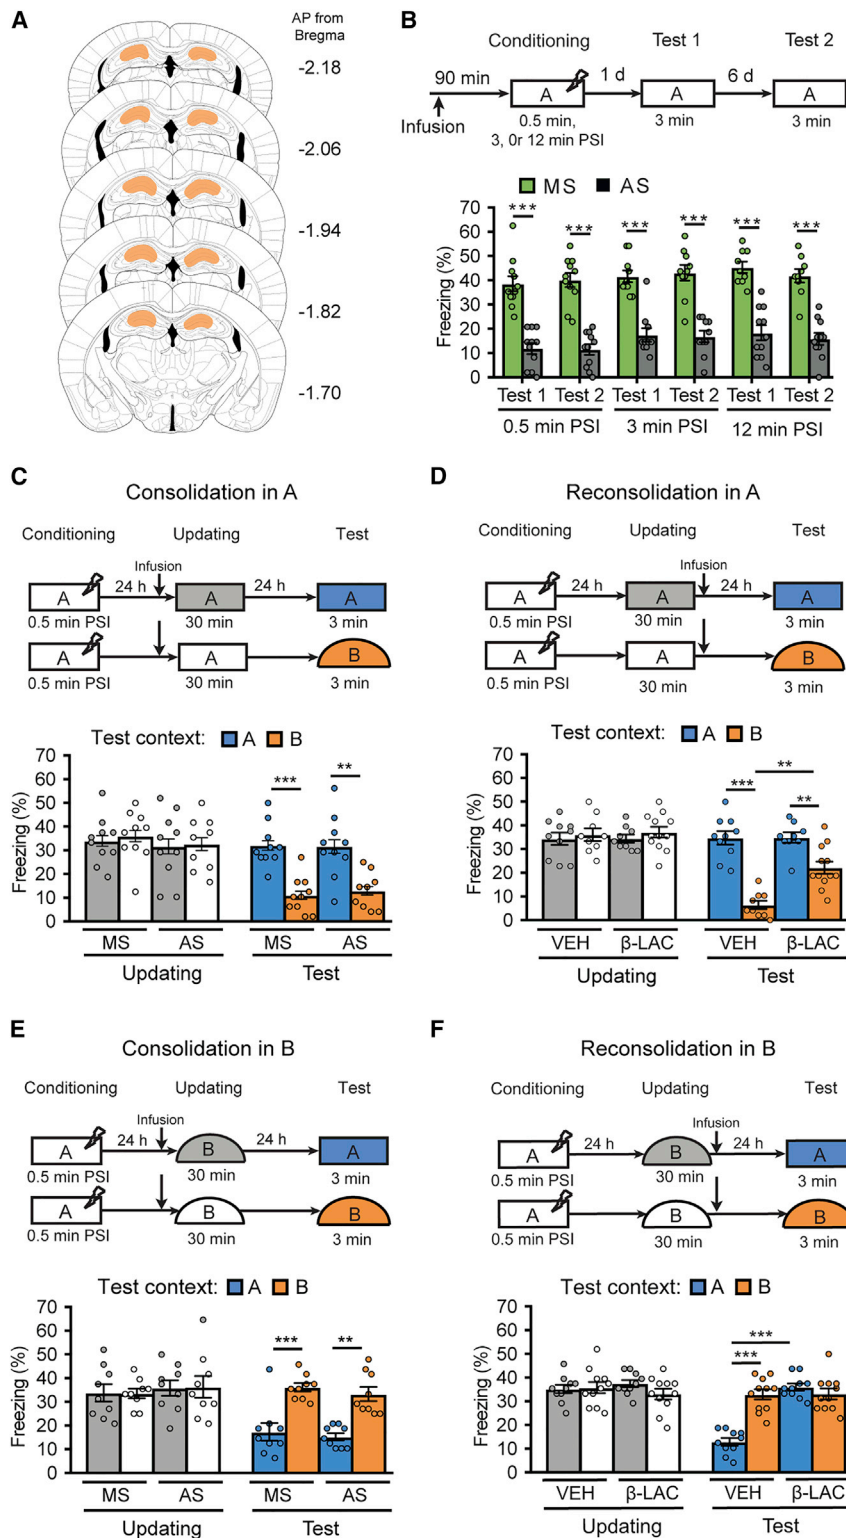 A
AP from
Bregma
-2.18
-2.06
-1.94
-1.82
-1.70
B
Conditioning Test 1 Test 2
90 min A 1 d A 6 d A
Infusion
0.5 min,
3, 0r 12 min PSI
3 min 3 min
MS AS
Freezing (%)
70
60
50
40
30
20
10
0
*** *** *** *** *** ***
Test 1 Test 2 Test 1 Test 2 Test 1 Test 2
0.5 min PSI 3 min PSI 12 min PSI
C
Consolidation in A
Conditioning Updating Test
Infusion
A 24 h A 24 h A
0.5 min PSI 30 min 3 min
A A B
0.5 min PSI 30 min 3 min
Test context: A B
Freezing (%)
70
60
50
40
30
20
10
0
*** **
MS AS MS AS
Updating Test
D
Reconsolidation in A
Conditioning Updating Test
Infusion
A 24 h A 24 h A
0.5 min PSI 30 min 3 min
A A B
0.5 min PSI 30 min 3 min
Test context: A B
Freezing (%)
70
60
50
40
30
20
10
0
**
*** **
VEH β-LAC VEH β-LAC
Updating Test
E
Consolidation in B
Conditioning Updating Test
Infusion
A 24 h B 24 h A
0.5 min PSI 30 min 3 min
A B B
0.5 min PSI 30 min 3 min
Test context: A B
Freezing (%)
70
60
50
40
30
20
10
0
*** **
MS AS MS AS
Updating Test
F
Reconsolidation in B
Conditioning Updating Test
Infusion
A 24 h B 24 h A
0.5 min PSI 30 min 3 min
A B B
0.5 min PSI 30 min 3 min
Test context: A B
Freezing (%)
70
60
50
40
30
20
10
0
***
***
VEH β-LAC VEH β-LAC
Updating Test